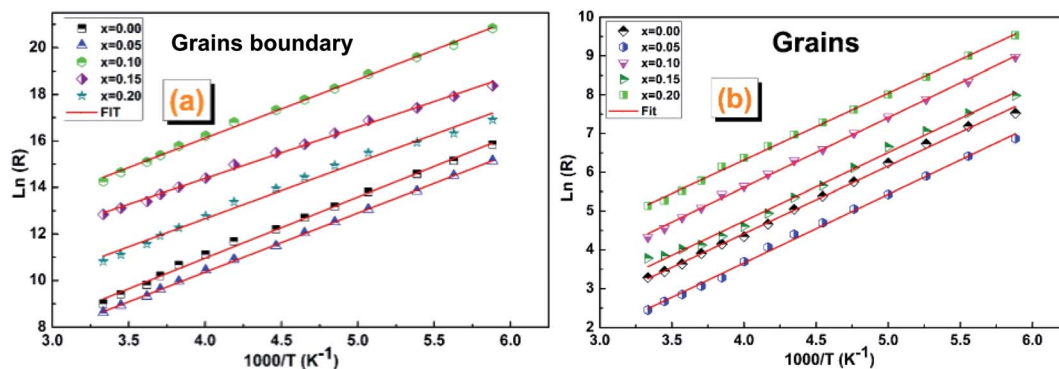 Grains boundary
(a)
x=0.00
x=0.05
x=0.10
x=0.15
x=0.20
FIT
Ln (R)
21
20
18
16
14
12
10
8
3.0
3.5
4.0
4.5
5.0
5.5
6.0
1000/T (K⁻¹)
Grains
(b)
x=0.00
x=0.05
x=0.10
x=0.15
x=0.20
Fit
Ln (R)
10
9
8
7
6
5
4
3
2
3.0
3.5
4.0
4.5
5.0
5.5
6.0
1000/T (K⁻¹)